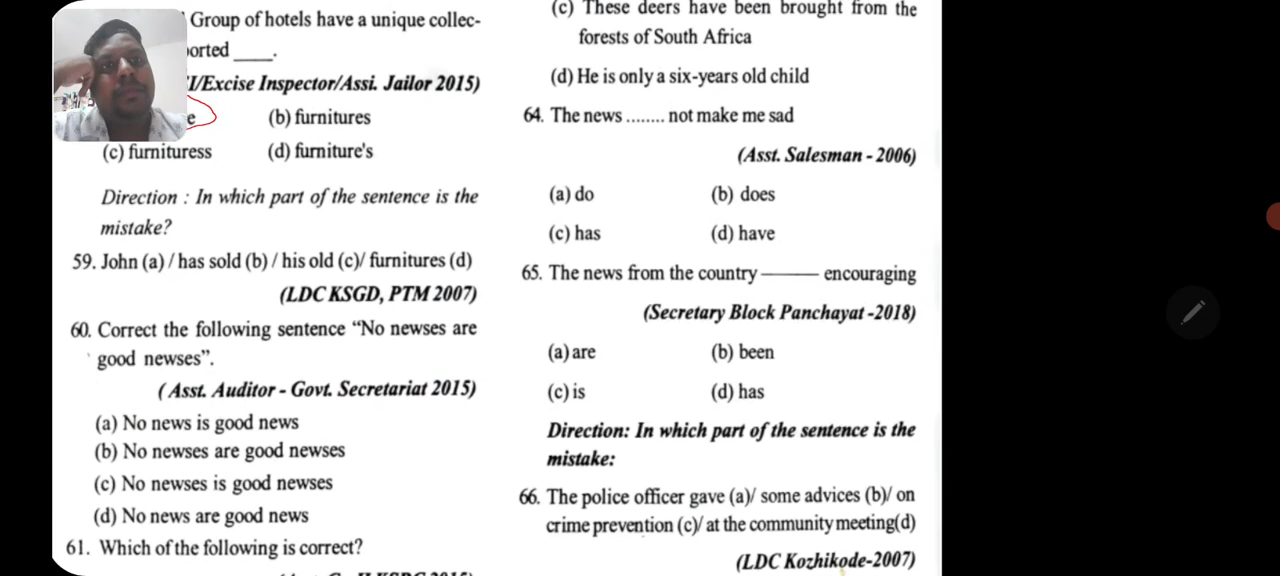 Group of hotels have a unique collec-
orted ____.
I/Excise Inspector/Assi. Jailor 2015)
e
(b) furnitures
(c) furnituress
(d) furniture's
Direction : In which part of the sentence is the
mistake?
59. John (a) / has sold (b) / his old (c)/ furnitures (d)
(LDC KSGD, PTM 2007)
60. Correct the following sentence “No newses are
good newses”.
( Asst. Auditor - Govt. Secretariat 2015)
(a) No news is good news
(b) No newses are good newses
(c) No newses is good newses
(d) No news are good news
61. Which of the following is correct?
(c) These deers have been brought from the
forests of South Africa
(d) He is only a six-years old child
64. The news ........ not make me sad
(Asst. Salesman - 2006)
(a) do
(b) does
(c) has
(d) have
65. The news from the country ——— encouraging
(Secretary Block Panchayat -2018)
(a) are
(b) been
(c) is
(d) has
Direction: In which part of the sentence is the
mistake:
66. The police officer gave (a)/ some advices (b)/ on
crime prevention (c)/ at the community meeting(d)
(LDC Kozhikode-2007)